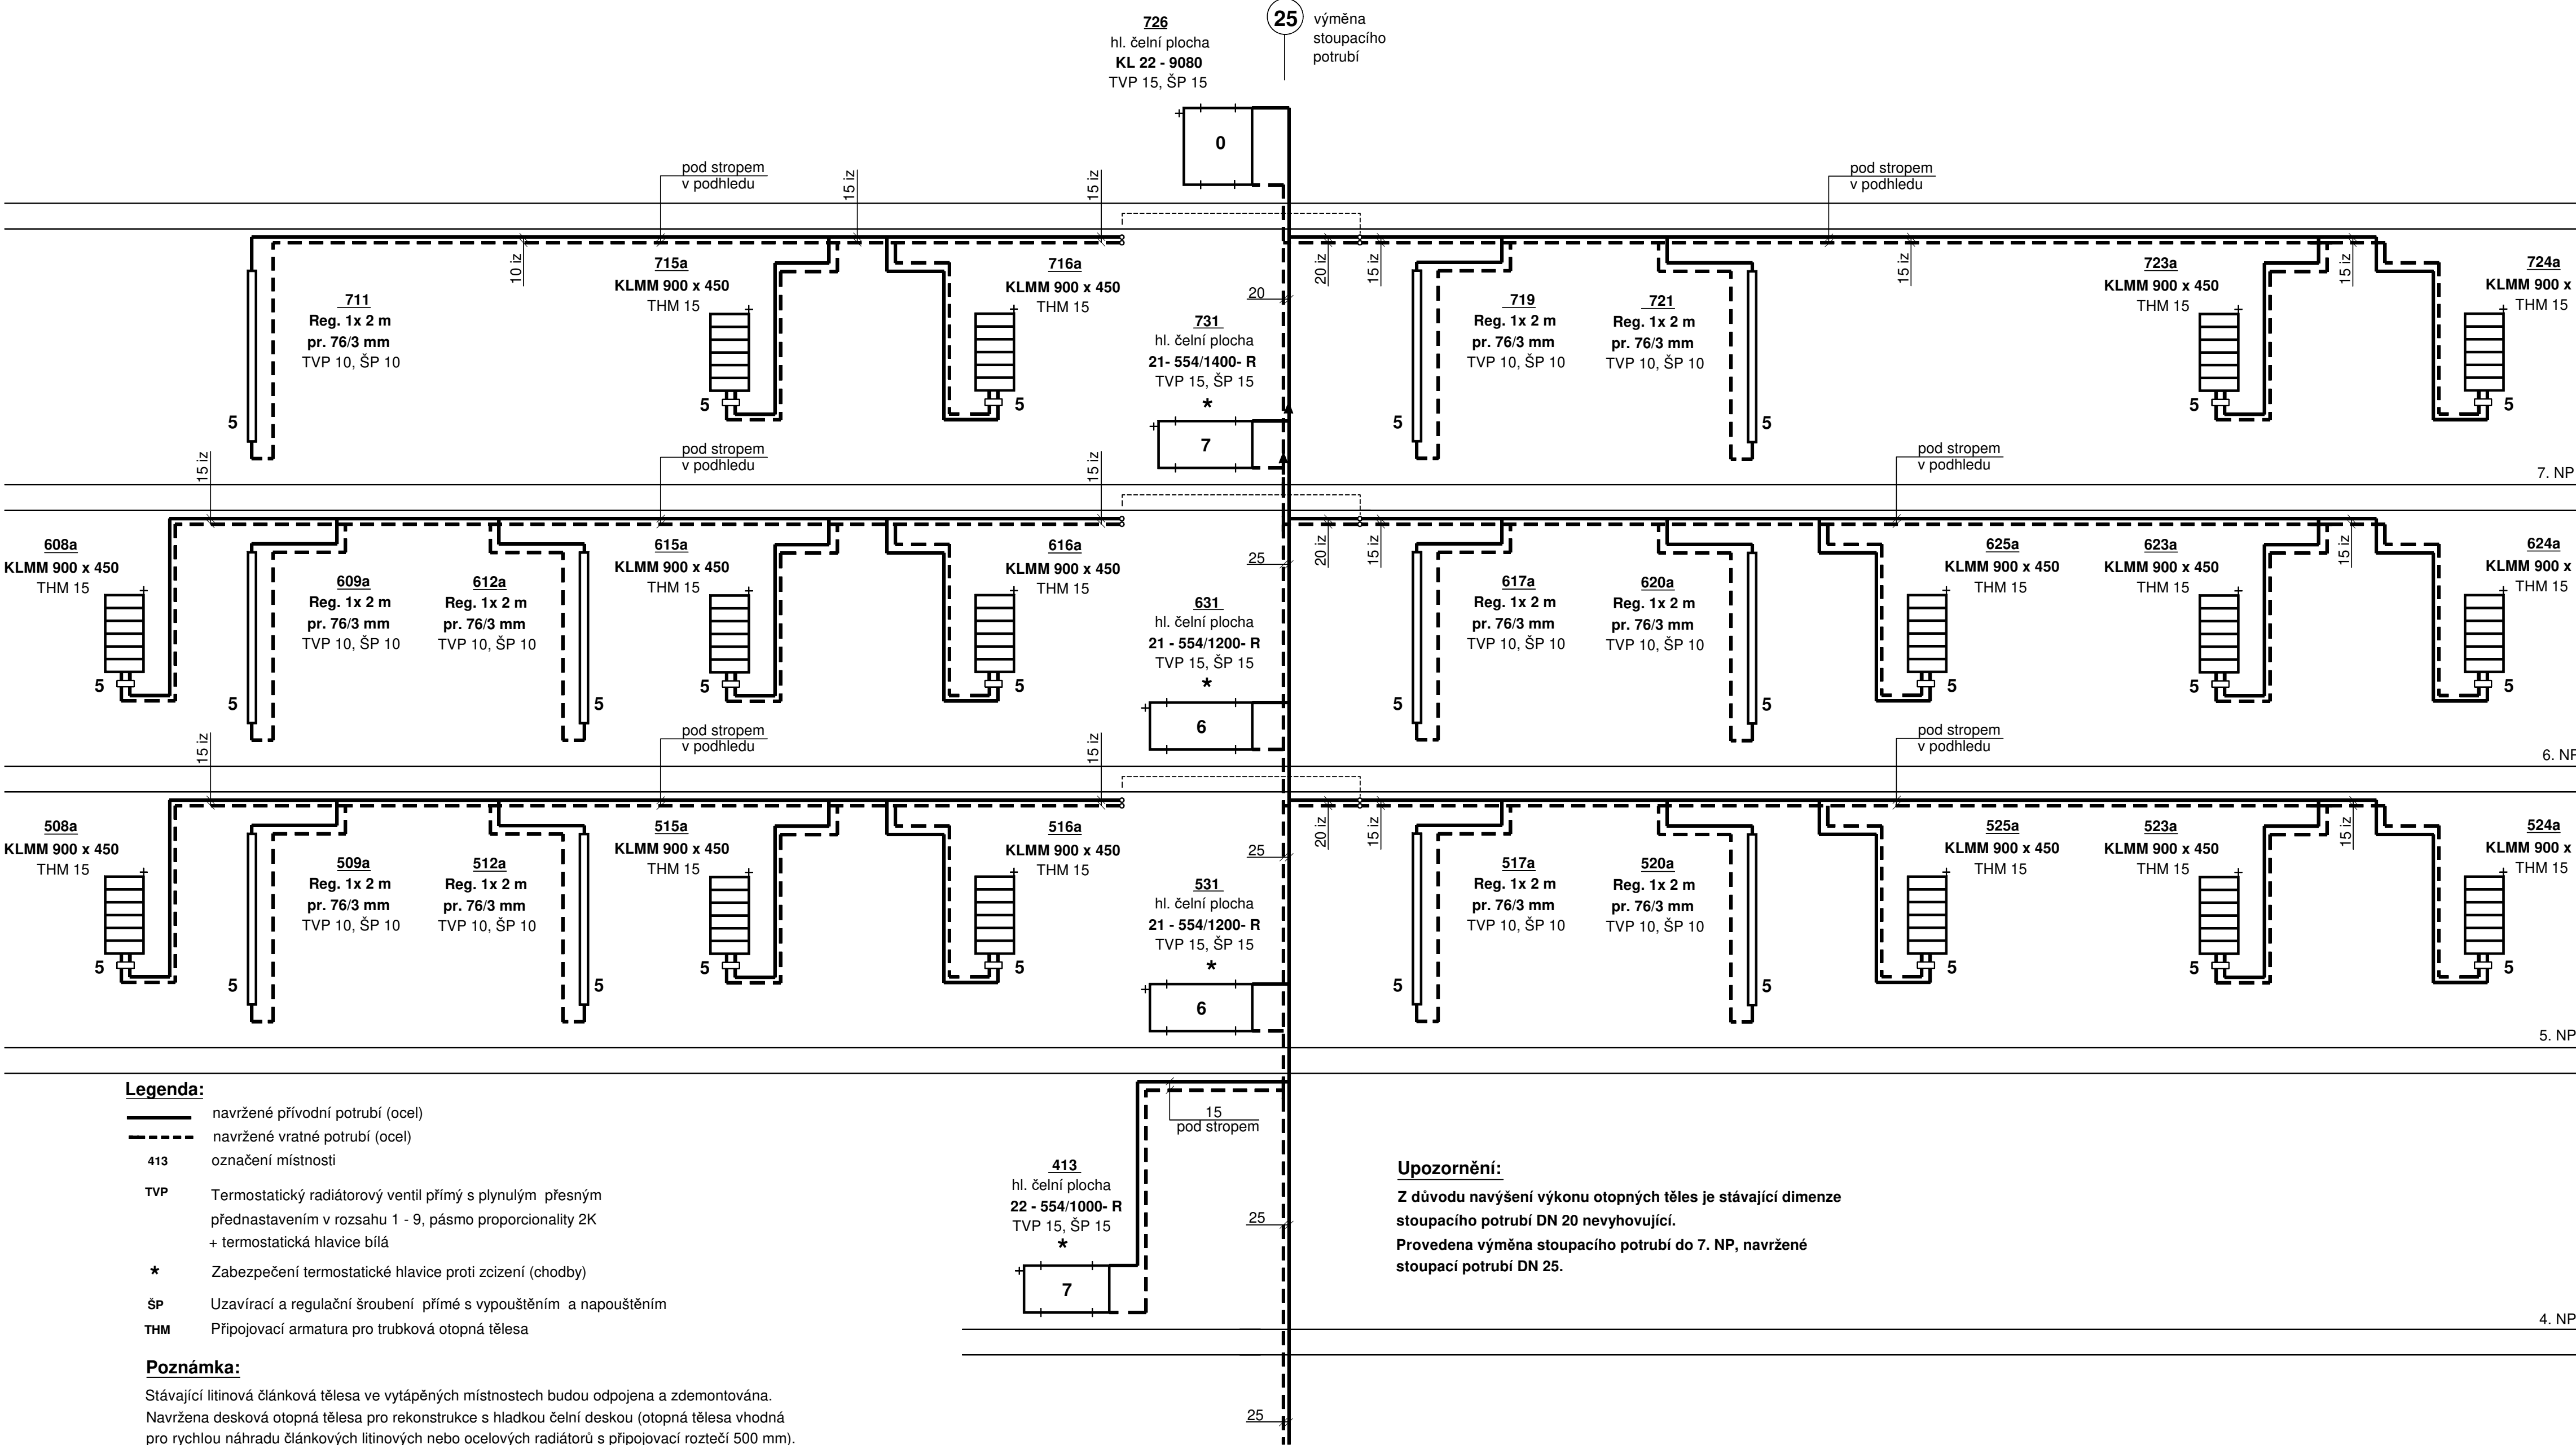 726
hl. čelní plocha
KL 22 - 9080
TVP 15, ŠP 15
25
výměna
stoupacího
potrubí
0
pod stropem
v podhledu
15 iz
15 iz
pod stropem
v podhledu
10 iz
711
Reg. 1x 2 m
pr. 76/3 mm
TVP 10, ŠP 10
5
715a
KLMM 900 x 450
THM 15
5
716a
KLMM 900 x 450
THM 15
5
20
731
hl. čelní plocha
21- 554/1400- R
TVP 15, ŠP 15
*
7
20 iz
15 iz
719
Reg. 1x 2 m
pr. 76/3 mm
TVP 10, ŠP 10
5
721
Reg. 1x 2 m
pr. 76/3 mm
TVP 10, ŠP 10
5
15 iz
723a
KLMM 900 x 450
THM 15
5
15 iz
724a
KLMM 900 x
THM 15
5
7. NP
15 iz
pod stropem
v podhledu
15 iz
pod stropem
v podhledu
608a
KLMM 900 x 450
THM 15
5
609a
Reg. 1x 2 m
pr. 76/3 mm
TVP 10, ŠP 10
5
612a
Reg. 1x 2 m
pr. 76/3 mm
TVP 10, ŠP 10
5
615a
KLMM 900 x 450
THM 15
5
616a
KLMM 900 x 450
THM 15
5
25
631
hl. čelní plocha
21 - 554/1200- R
TVP 15, ŠP 15
*
6
20 iz
15 iz
617a
Reg. 1x 2 m
pr. 76/3 mm
TVP 10, ŠP 10
5
620a
Reg. 1x 2 m
pr. 76/3 mm
TVP 10, ŠP 10
5
625a
KLMM 900 x 450
THM 15
5
623a
KLMM 900 x 450
THM 15
5
15 iz
624a
KLMM 900 x
THM 15
5
6. NP
15 iz
pod stropem
v podhledu
15 iz
pod stropem
v podhledu
508a
KLMM 900 x 450
THM 15
5
509a
Reg. 1x 2 m
pr. 76/3 mm
TVP 10, ŠP 10
5
512a
Reg. 1x 2 m
pr. 76/3 mm
TVP 10, ŠP 10
5
515a
KLMM 900 x 450
THM 15
5
516a
KLMM 900 x 450
THM 15
5
25
531
hl. čelní plocha
21 - 554/1200- R
TVP 15, ŠP 15
*
6
20 iz
15 iz
517a
Reg. 1x 2 m
pr. 76/3 mm
TVP 10, ŠP 10
5
520a
Reg. 1x 2 m
pr. 76/3 mm
TVP 10, ŠP 10
5
525a
KLMM 900 x 450
THM 15
5
523a
KLMM 900 x 450
THM 15
5
15 iz
524a
KLMM 900 x
THM 15
5
5. NP
Legenda:
navržené přívodní potrubí (ocel)
navržené vratné potrubí (ocel)
413 označení místnosti
TVP Termostatický radiátorový ventil přímý s plynulým přesným
přednastavením v rozsahu 1 - 9, pásmo proporcionality 2K
+ termostatická hlavice bílá
* Zabezpečení termostatické hlavice proti zcizení (chodby)
ŠP Uzavírací a regulační šroubení přímé s vypouštěním a napouštěním
THM Připojovací armatura pro trubková otopná tělesa
Poznámka:
Stávající litinová článková tělesa ve vytápěných místnostech budou odpojena a zdemontována.
Navržena desková otopná tělesa pro rekonstrukce s hladkou čelní deskou (otopná tělesa vhodná
pro rychlou náhradu článkových litinových nebo ocelových radiátorů s připojovací roztečí 500 mm).
15
pod stropem
413
hl. čelní plocha
22 - 554/1000- R
TVP 15, ŠP 15
*
7
25
25
Upozornění:
Z důvodu navýšení výkonu otopných těles je stávající dimenze
stoupacího potrubí DN 20 nevyhovující.
Provedena výměna stoupacího potrubí do 7. NP, navržené
stoupací potrubí DN 25.
4. NP